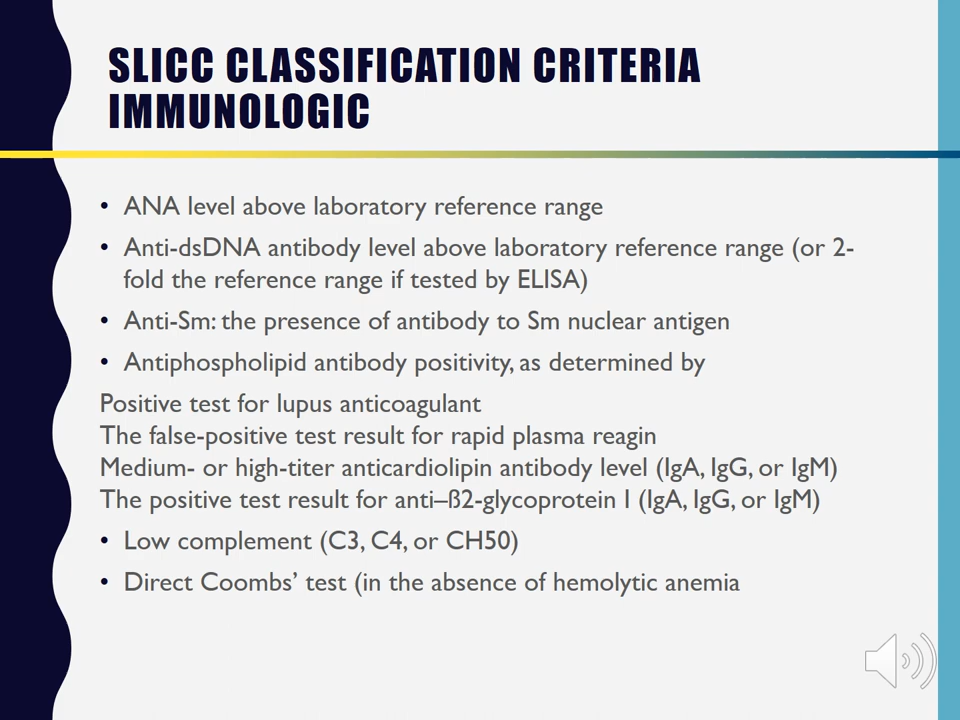 SLICC CLASSIFICATION CRITERIA
IMMUNOLOGIC
• ANA level above laboratory reference range
• Anti-dsDNA antibody level above laboratory reference range (or 2-
fold the reference range if tested by ELISA)
• Anti-Sm: the presence of antibody to Sm nuclear antigen
• Antiphospholipid antibody positivity, as determined by
Positive test for lupus anticoagulant
The false-positive test result for rapid plasma reagin
Medium- or high-titer anticardiolipin antibody level (IgA, IgG, or IgM)
The positive test result for anti–ß2-glycoprotein I (IgA, IgG, or IgM)
• Low complement (C3, C4, or CH50)
• Direct Coombs’ test (in the absence of hemolytic anemia